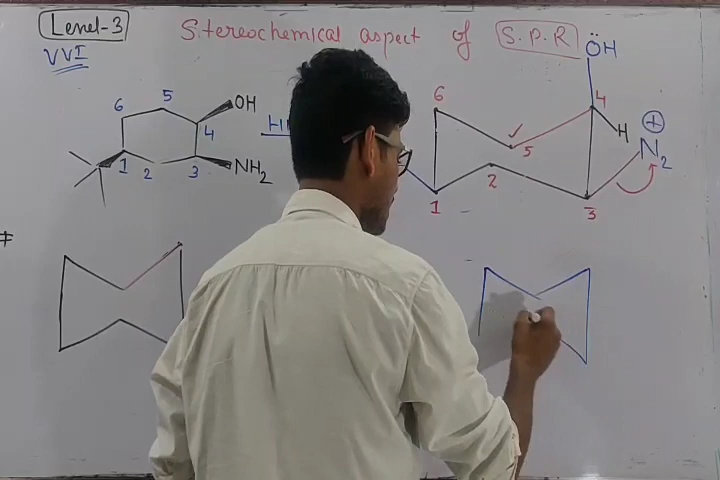 Lenel-3
Stereochemical aspect of S.P.R
VVI
6 5 OH
4
1 2 3 NH2
ÖH
6 4
H ⊕
✓ 5 N2
2
1 3